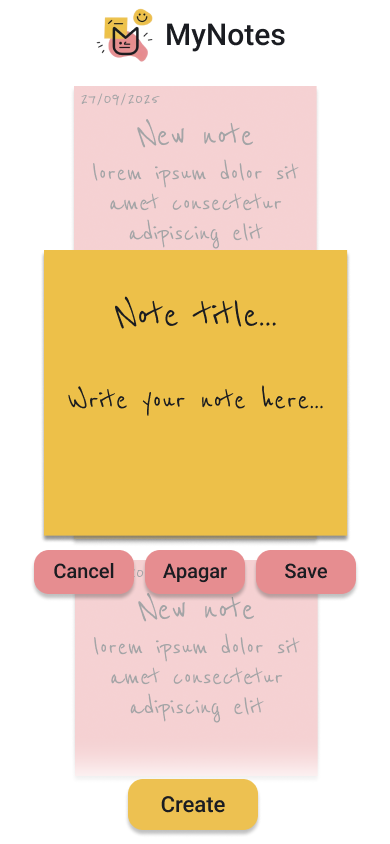 MyNotes
27/09/2025
New note
lorem ipsum dolor sit
amet consectetur
adipiscing elit
Note title...
Write your note here...
Cancel
Apagar
Save
New note
lorem ipsum dolor sit
amet consectetur
adipiscing elit
Create